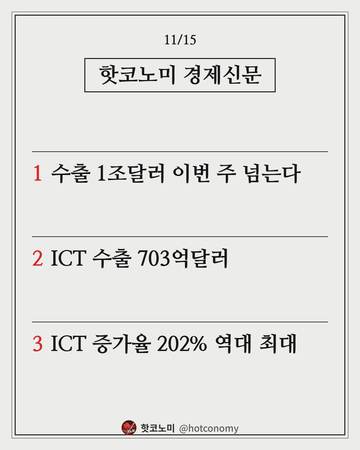 11/15
핫코노미 경제신문
1 수출 1조달러 이번 주 넘는다
2 ICT 수출 703억달러
3 ICT 증가율 202% 역대 최대
핫코노미 @hotconomy